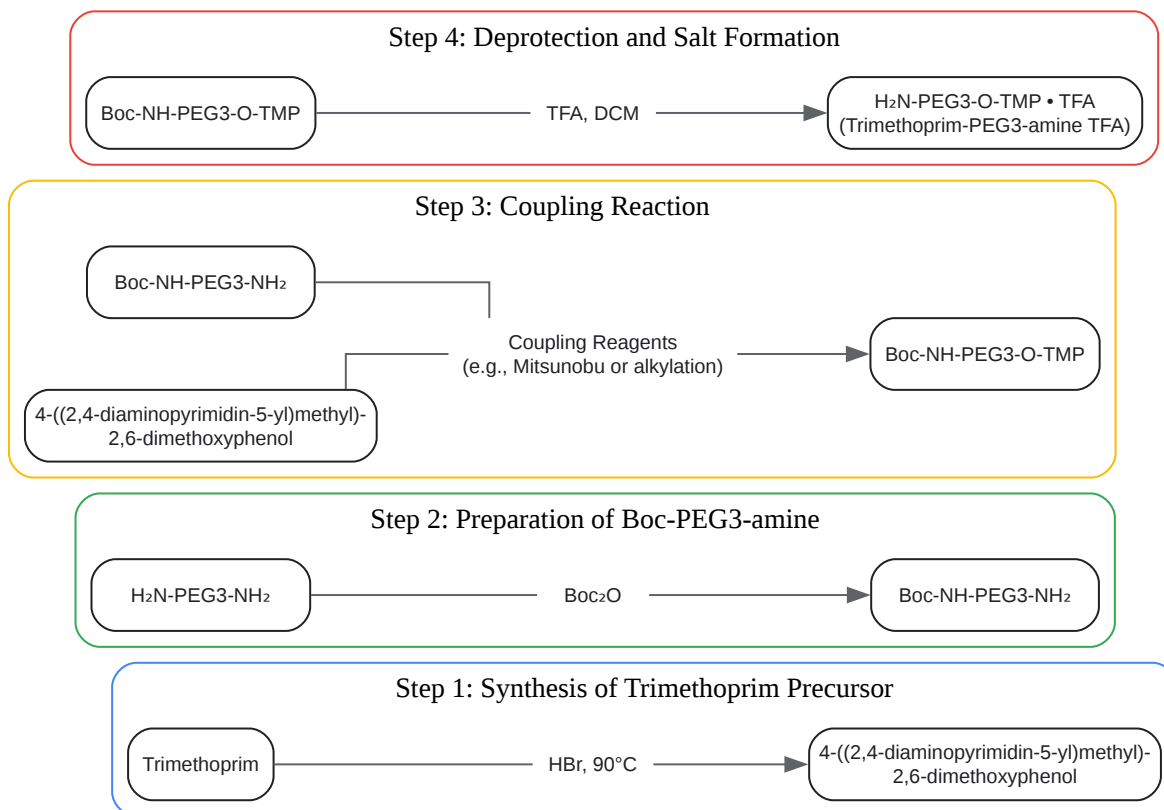 Step 4: Deprotection and Salt Formation
Boc-NH-PEG3-O-TMP
TFA, DCM
H₂N-PEG3-O-TMP • TFA
(Trimethoprim-PEG3-amine TFA)
Step 3: Coupling Reaction
Boc-NH-PEG3-NH₂
Coupling Reagents
(e.g., Mitsunobu or alkylation)
Boc-NH-PEG3-O-TMP
4-((2,4-diaminopyrimidin-5-yl)methyl)-
2,6-dimethoxyphenol
Step 2: Preparation of Boc-PEG3-amine
H₂N-PEG3-NH₂
Boc₂O
Boc-NH-PEG3-NH₂
Step 1: Synthesis of Trimethoprim Precursor
Trimethoprim
HBr, 90°C
4-((2,4-diaminopyrimidin-5-yl)methyl)-
2,6-dimethoxyphenol